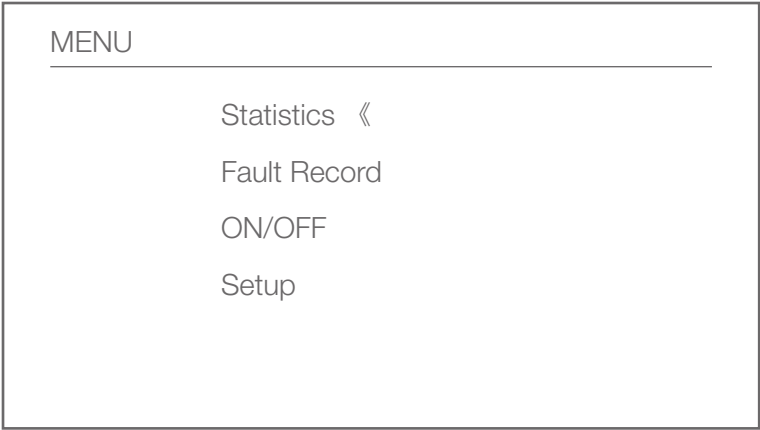 MENU
Statistics 《
Fault Record
ON/OFF
Setup